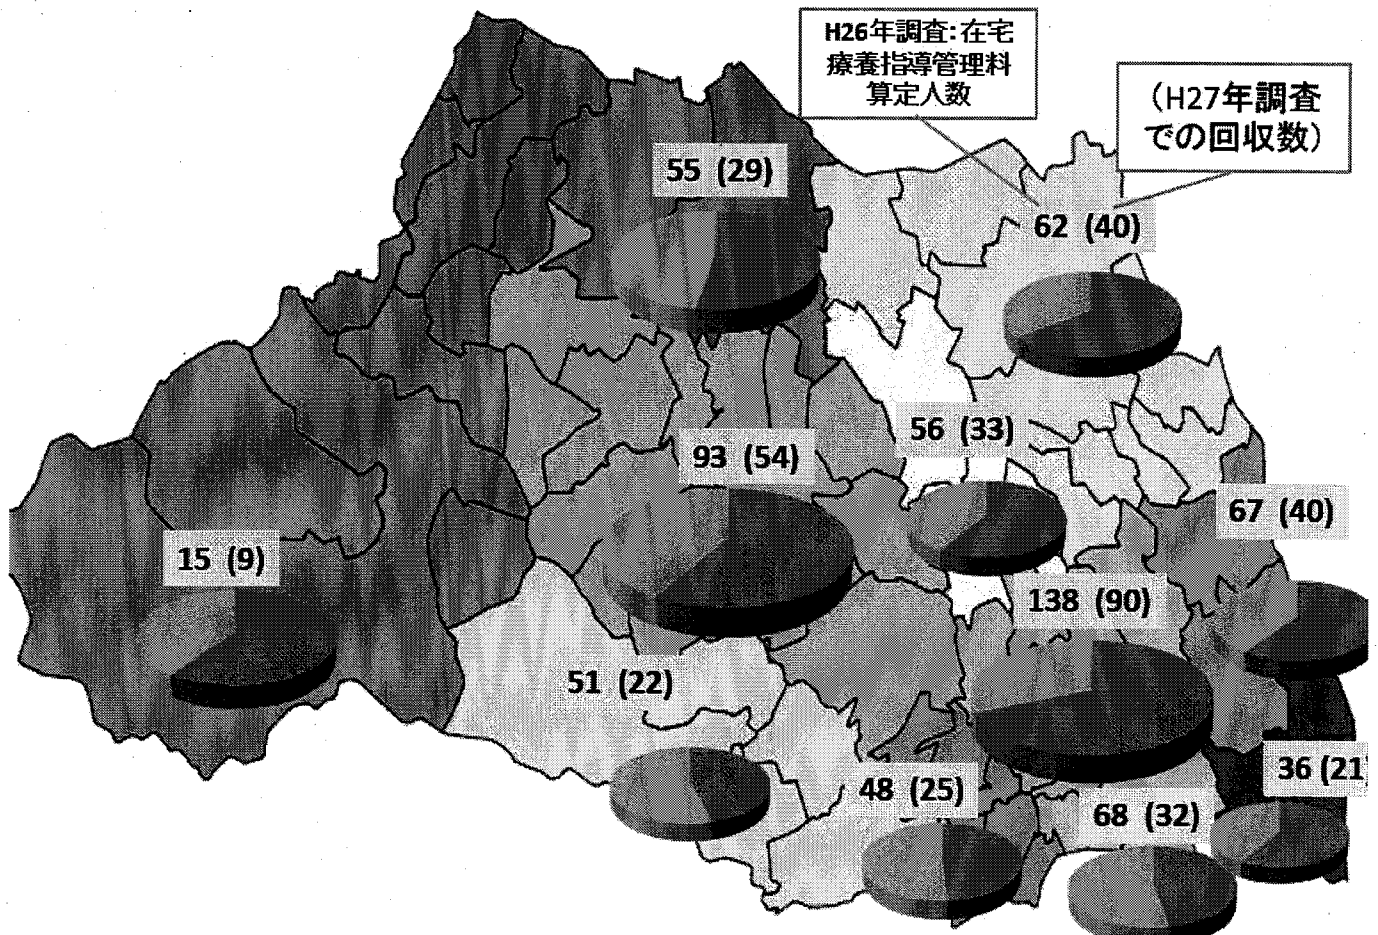 H26年調査:在宅
療養指導管理料
算定人数
（H27年調査
での回収数）
55 (29)
62 (40)
56 (33)
93 (54)
67 (40)
15 (9)
138 (90)
51 (22)
36 (21
48 (25)
68 (32)